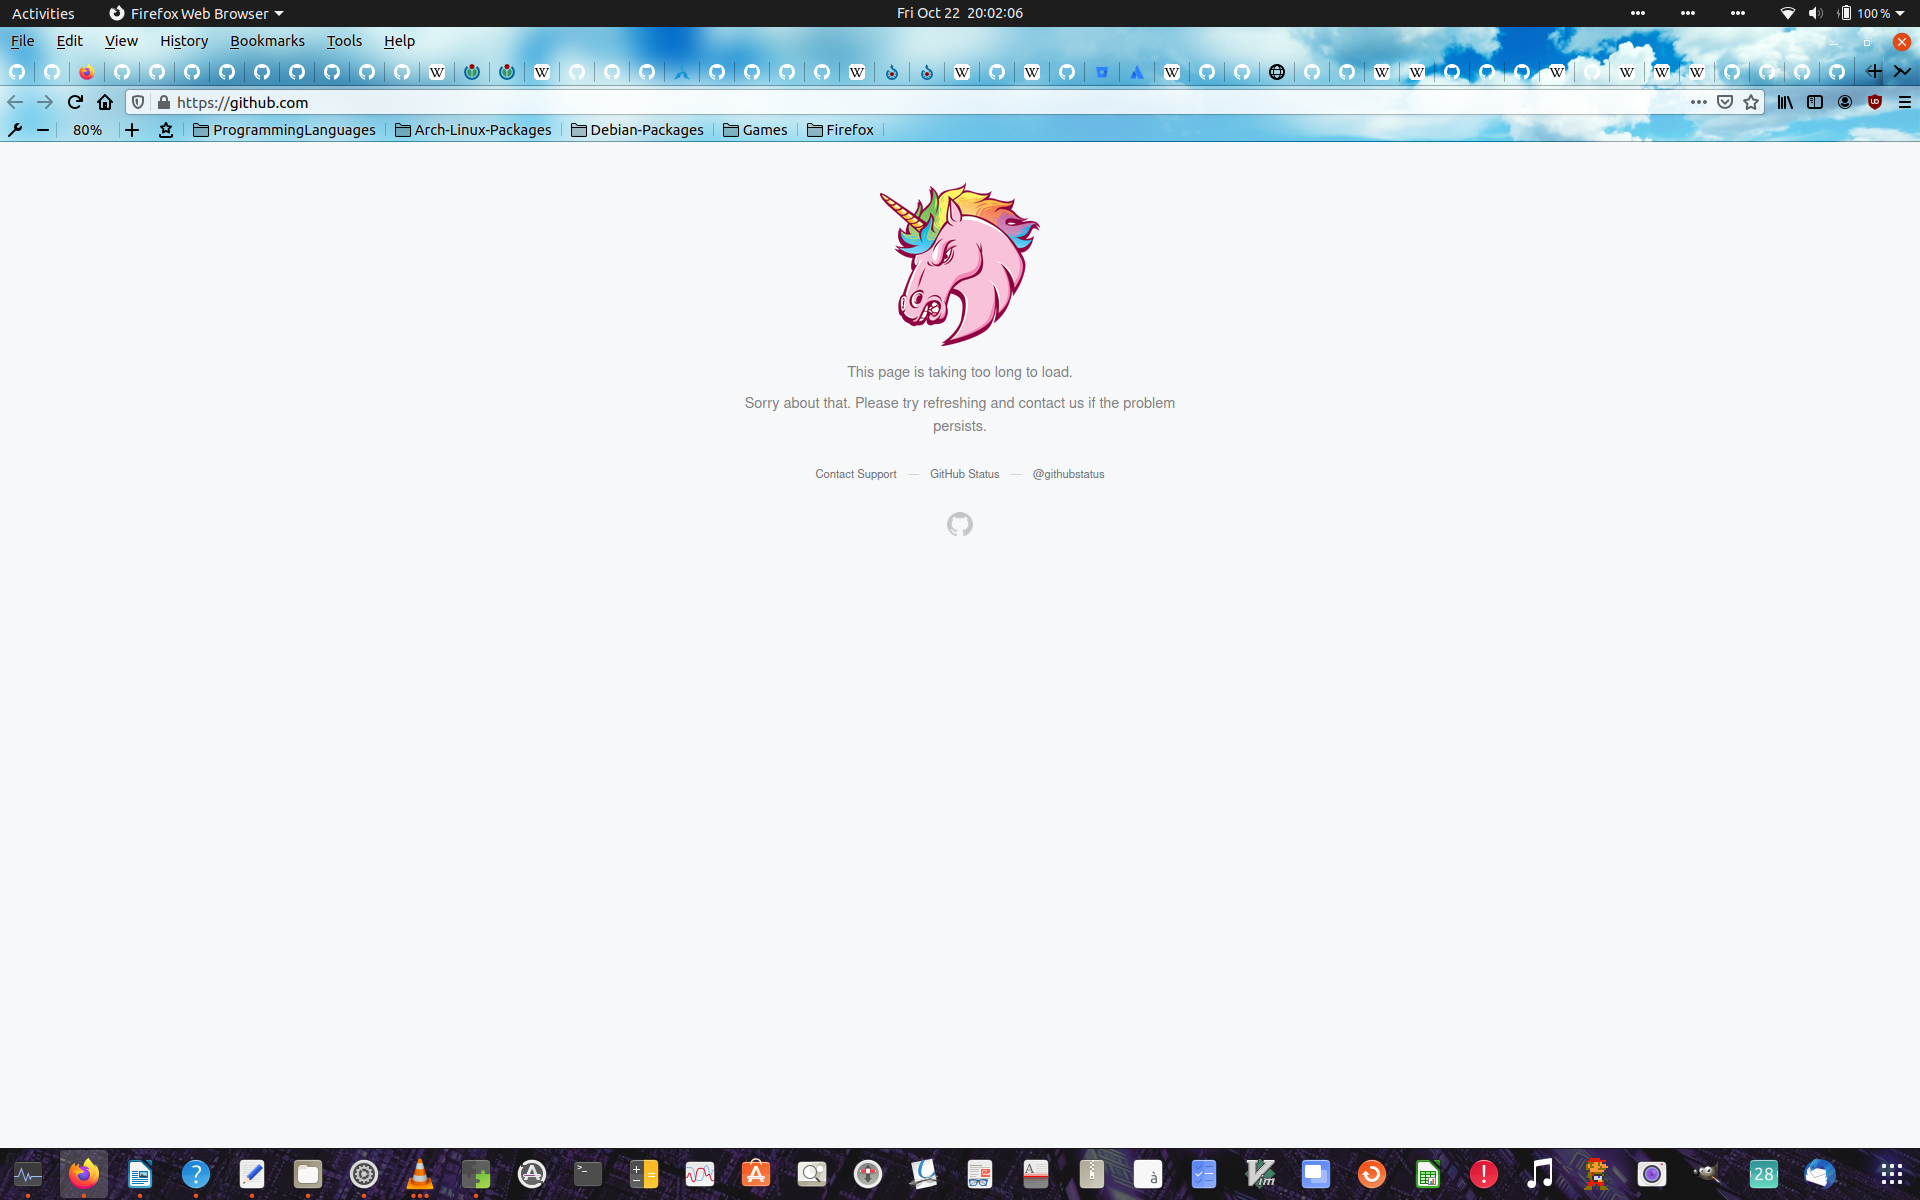 Activities Firefox Web Browser Fri Oct 22 20:02:06 100 %
File Edit View History Bookmarks Tools Help
https://github.com
80% ProgrammingLanguages Arch-Linux-Packages Debian-Packages Games Firefox
This page is taking too long to load.
Sorry about that. Please try refreshing and contact us if the problem
persists.
Contact Support — GitHub Status — @githubstatus
28